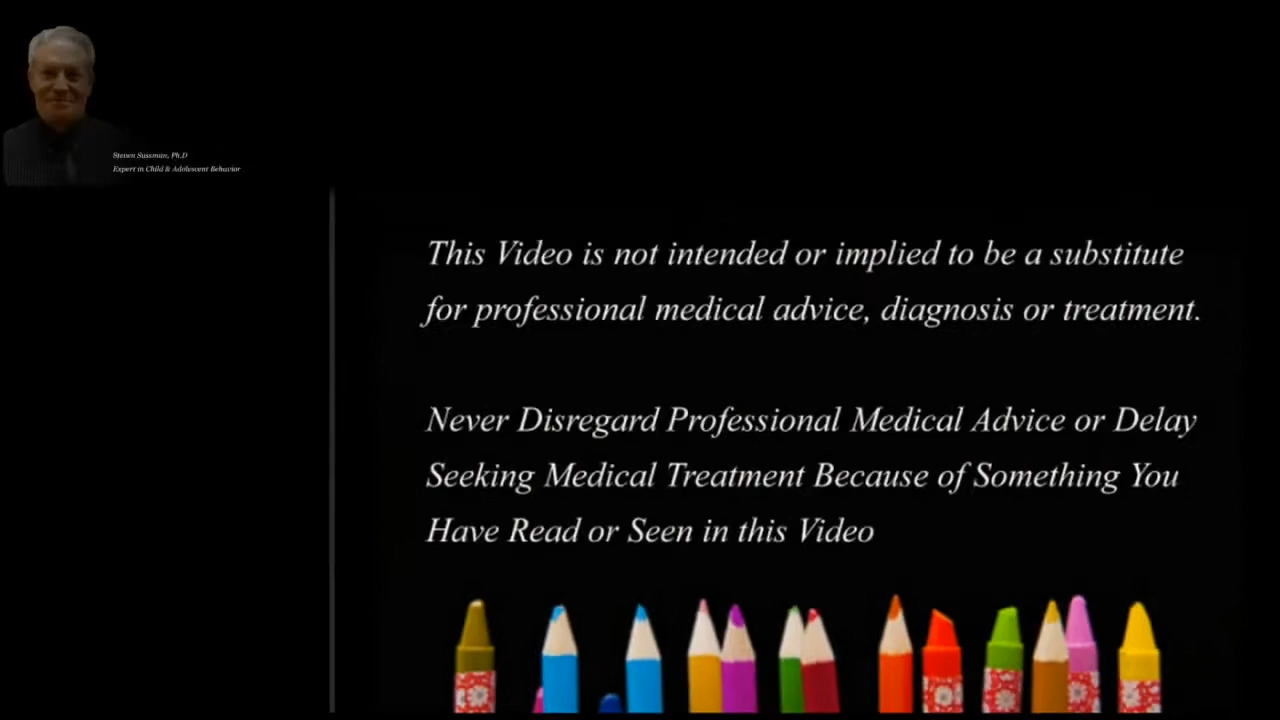 Steven Sussman, Ph.D
Expert in Child & Adolescent Behavior
This Video is not intended or implied to be a substitute
for professional medical advice, diagnosis or treatment.
Never Disregard Professional Medical Advice or Delay
Seeking Medical Treatment Because of Something You
Have Read or Seen in this Video